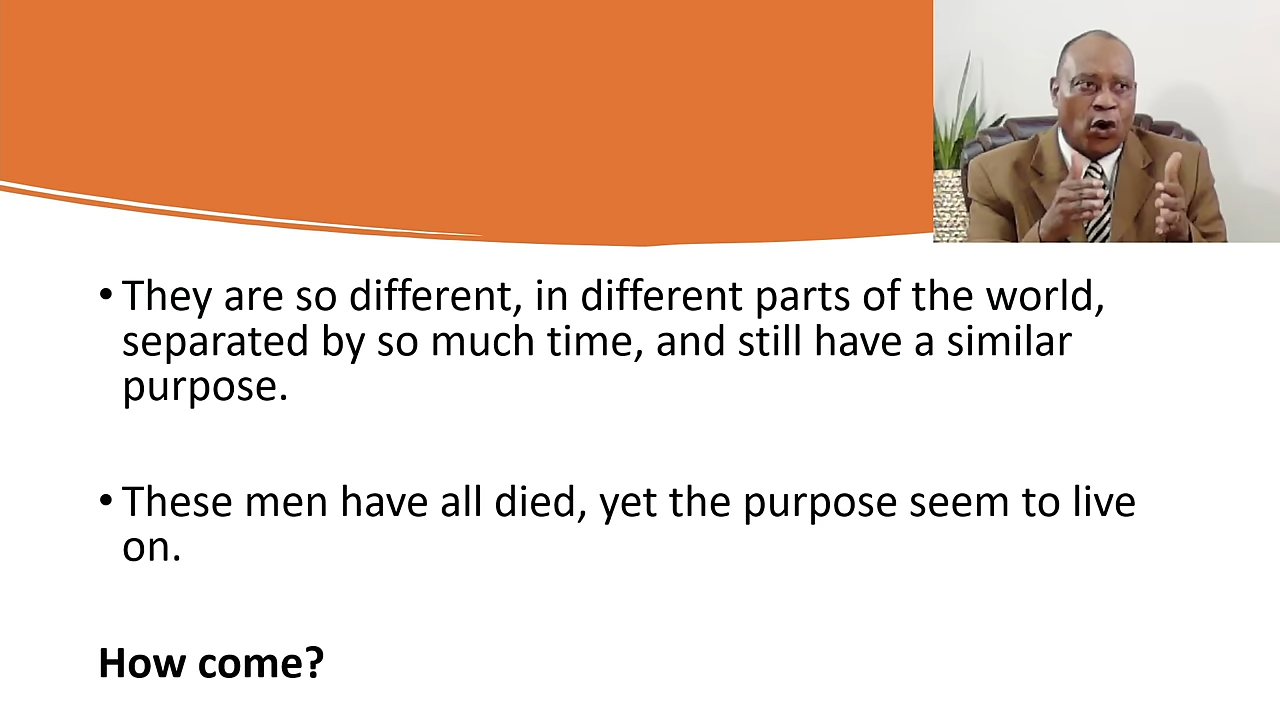 • They are so different, in different parts of the world,
separated by so much time, and still have a similar
purpose.
• These men have all died, yet the purpose seem to live
on.
How come?